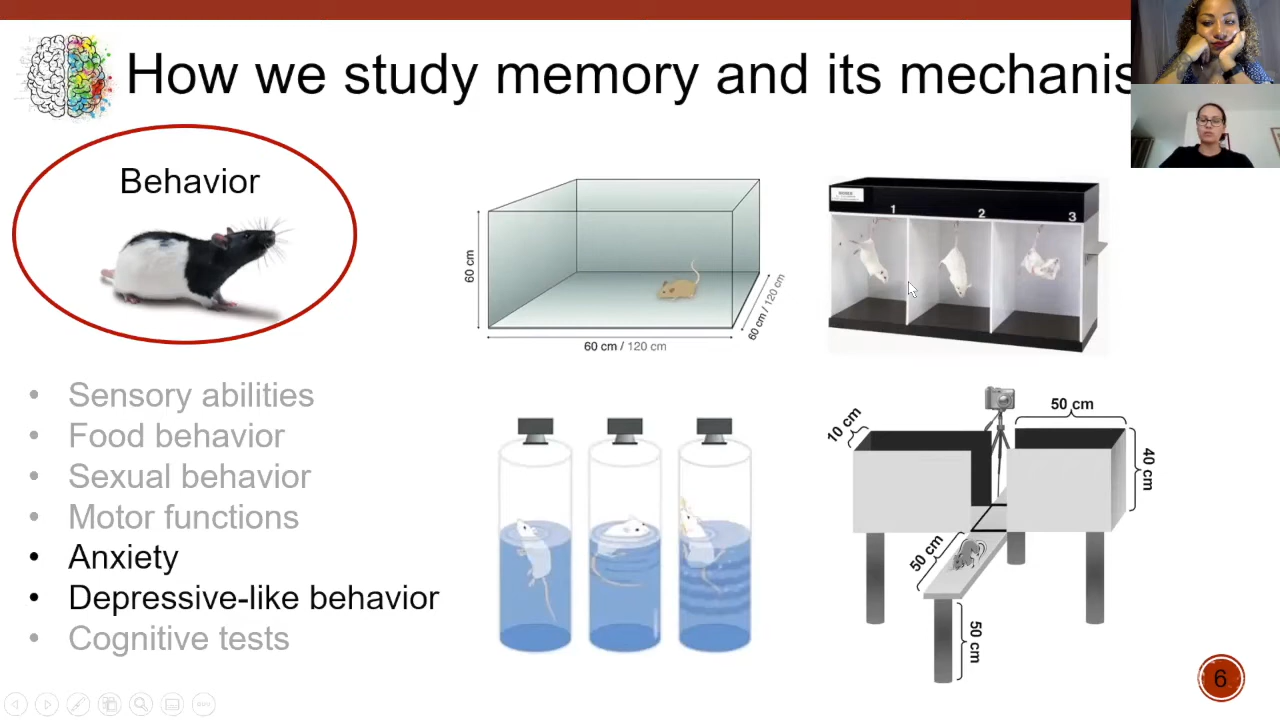 How we study memory and its mechanis
Behavior
• Sensory abilities
• Food behavior
• Sexual behavior
• Motor functions
• Anxiety
• Depressive-like behavior
• Cognitive tests
60 cm
60 cm / 120 cm
60 cm / 120 cm
1
2
3
10 cm
50 cm
40 cm
50 cm
50 cm
6